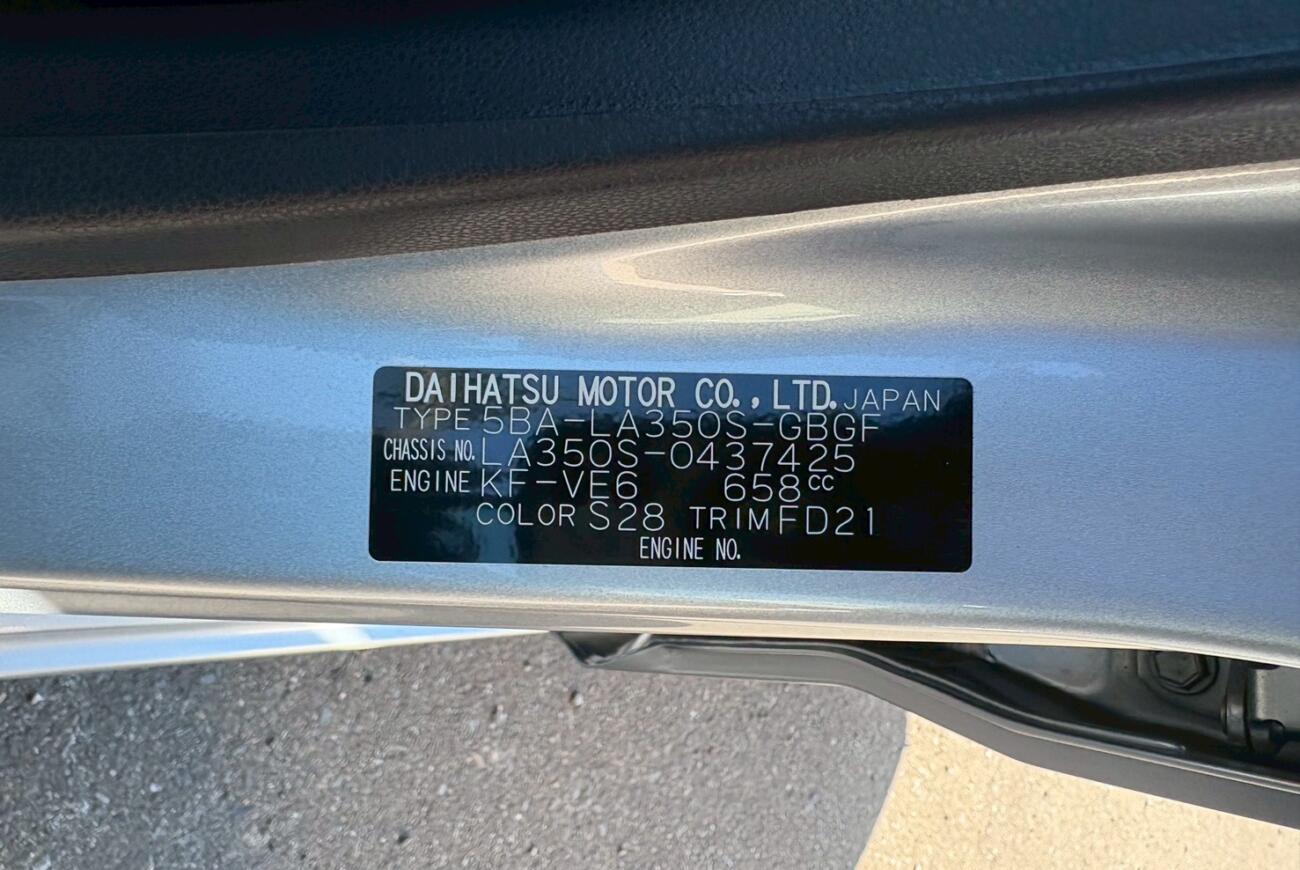 DAIHATSU MOTOR CO.,LTD. JAPAN
TYPE 5BA-LA350S-GBGF
CHASSIS NO. LA350S-0437425
ENGINE KF-VE6 658cc
COLOR S28 TRIM FD21
ENGINE NO.